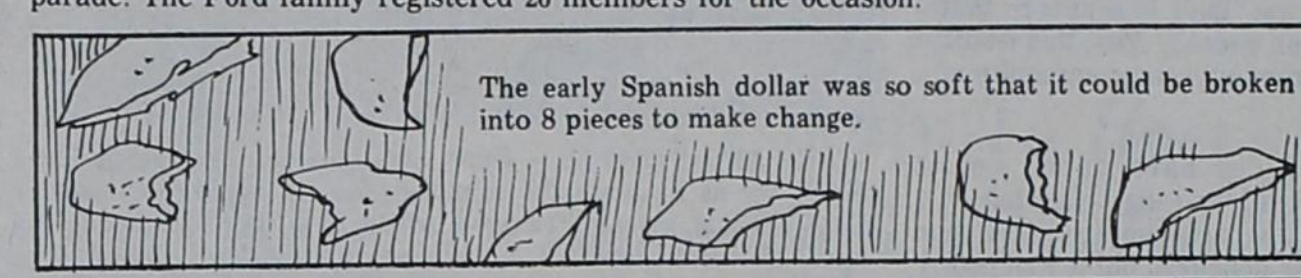 parade. The Ford family registered 20 members for the occasion.
The early Spanish dollar was so soft that it could be broken
into 8 pieces to make change.